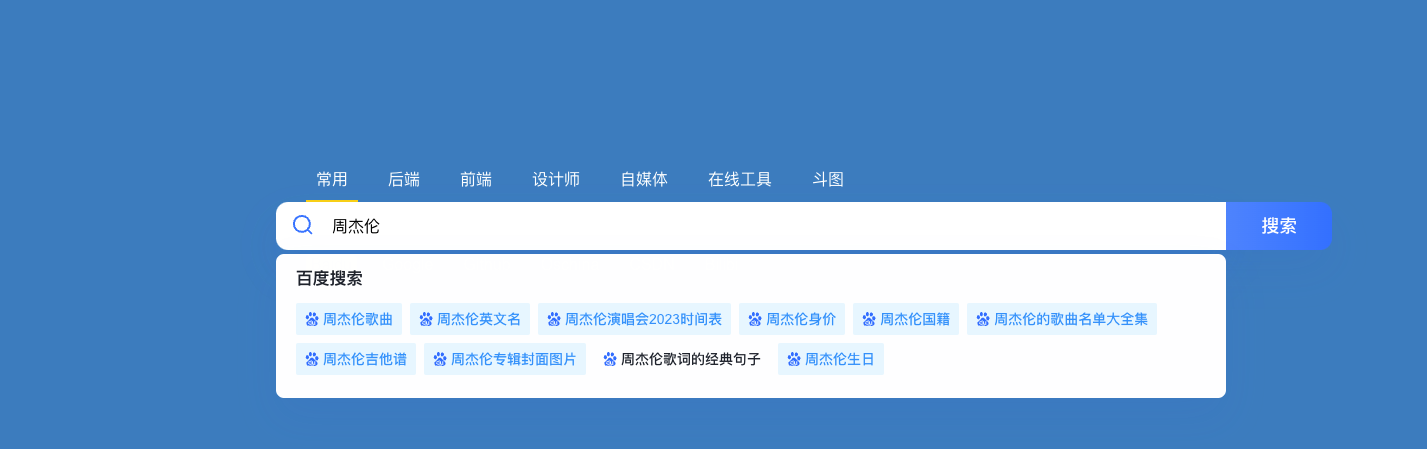 常用 后端 前端 设计师 自媒体 在线工具 斗图
周杰伦 搜索
百度搜索
周杰伦歌曲 周杰伦英文名 周杰伦演唱会2023时间表 周杰伦身价 周杰伦国籍 周杰伦的歌曲名单大全集
周杰伦吉他谱 周杰伦专辑封面图片 周杰伦歌词的经典句子 周杰伦生日